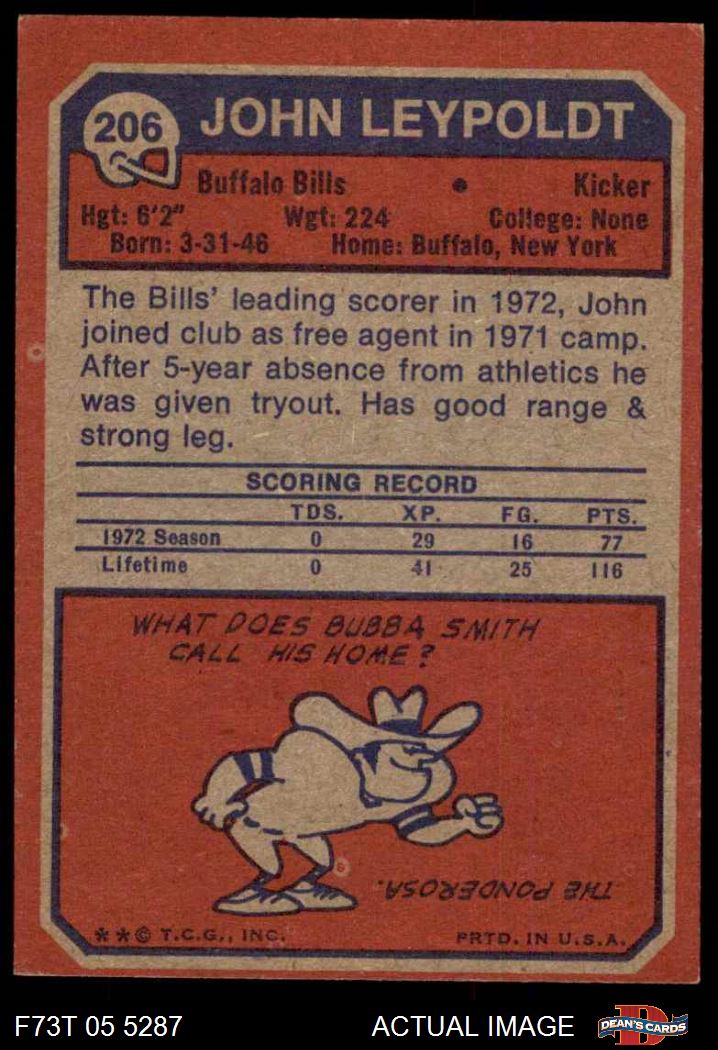 206
JOHN LEYPOLDT
Buffalo Bills • Kicker
Hgt: 6'2" Wgt: 224 College: None
Born: 3-31-46 Home: Buffalo, New York
The Bills' leading scorer in 1972, John
joined club as free agent in 1971 camp.
After 5-year absence from athletics he
was given tryout. Has good range &
strong leg.
SCORING RECORD
TDS. XP. FG. PTS.
1972 Season 0 29 16 77
Lifetime 0 41 25 116
WHAT DOES BUBBA SMITH
CALL HIS HOME?
THE PONDEROSA.
**© T.C.G., INC. PRTD. IN U.S.A.
F73T 05 5287 ACTUAL IMAGE
D
DEAN'S CARDS